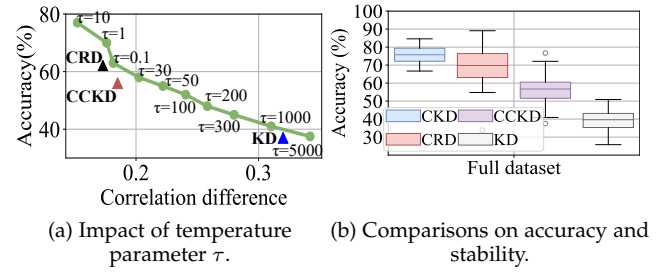 80
60
40
Accuracy(%)
τ=10
τ=1
τ=0.1
CRD
τ=30
CCKD
τ=50
τ=100
τ=200
τ=300
τ=1000
KD
τ=5000
0.2
0.3
Correlation difference
(a) Impact of temperature
parameter τ.
100
90
80
70
60
50
40
30
Accuracy (%)
CKD
CCKD
CRD
KD
Full dataset
(b) Comparisons on accuracy and
stability.